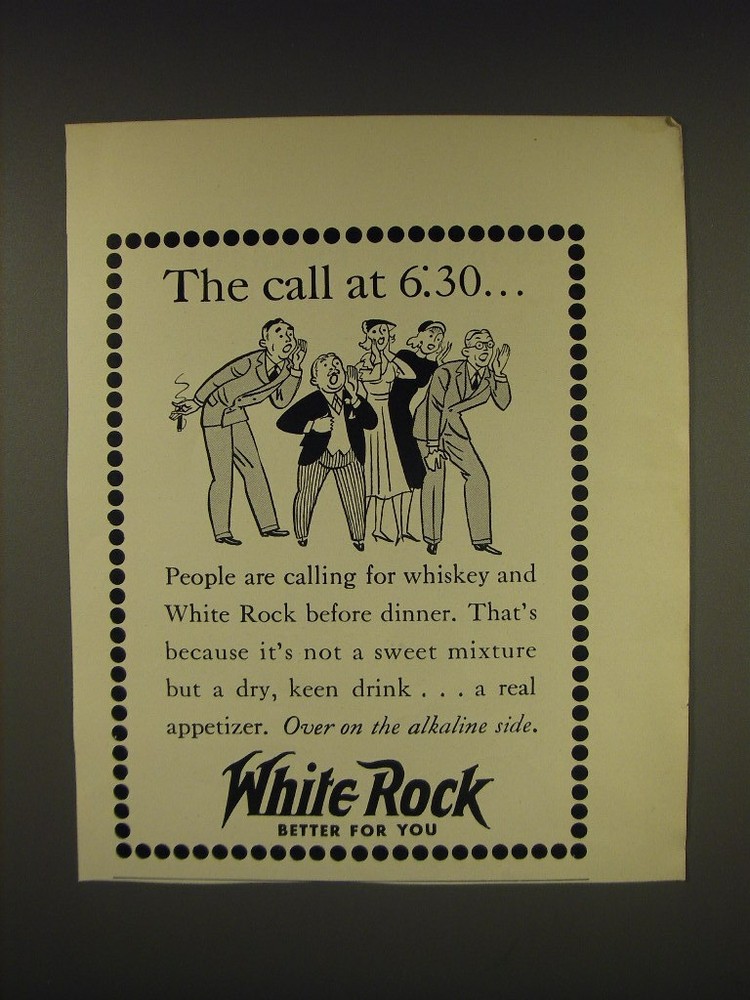 The call at 6:30...
People are calling for whiskey and
White Rock before dinner. That's
because it's not a sweet mixture
but a dry, keen drink . . . a real
appetizer. Over on the alkaline side.
White Rock
BETTER FOR YOU